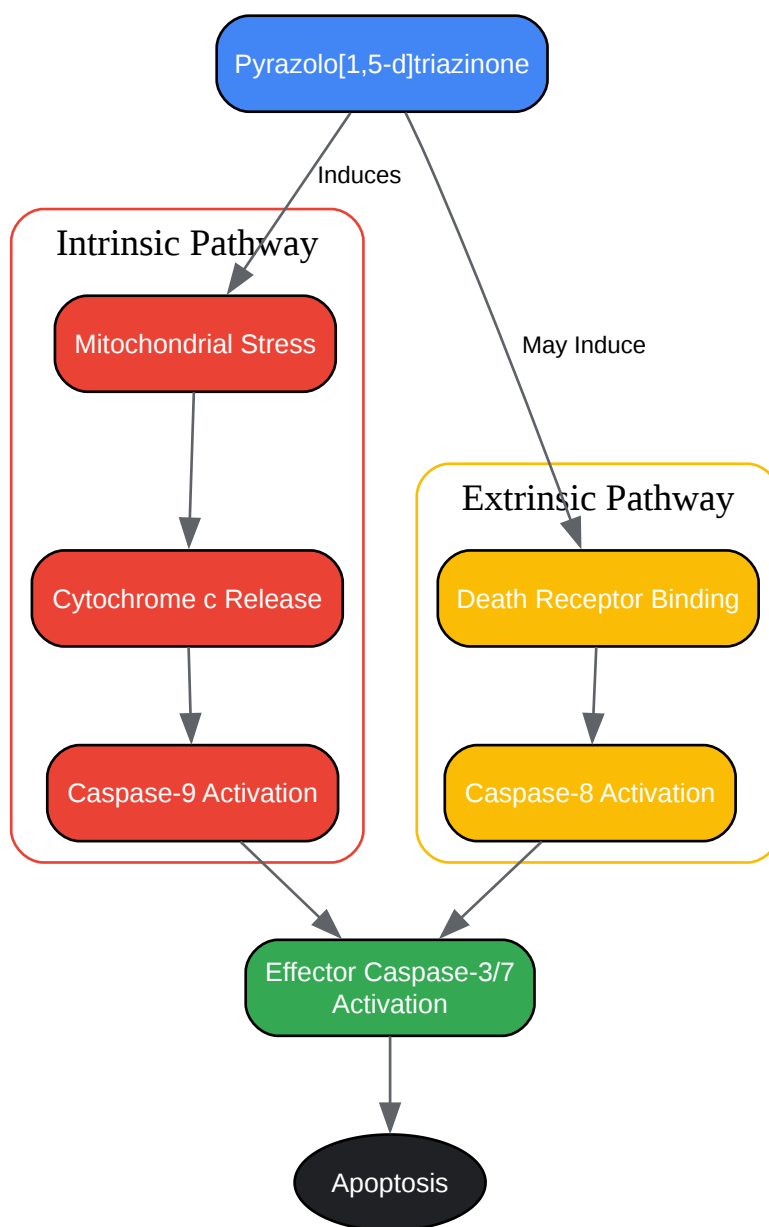 Pyrazolo[1,5-d]triazinone
Induces
Intrinsic Pathway
Mitochondrial Stress
May Induce
Extrinsic Pathway
Cytochrome c Release
Death Receptor Binding
Caspase-9 Activation
Caspase-8 Activation
Effector Caspase-3/7
Activation
Apoptosis